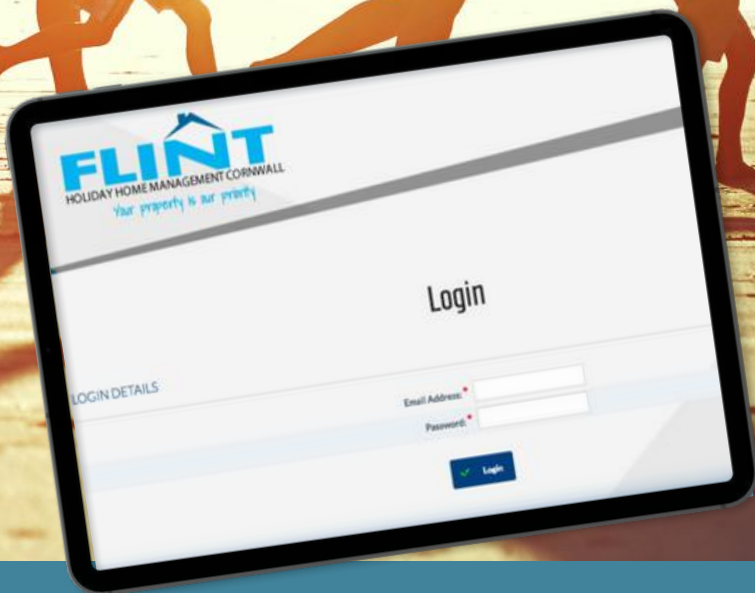 FLINT
HOLIDAY HOME MANAGEMENT CORNWALL
Your property is our priority
Login
LOGIN DETAILS
Email Address:*
Password:*
Login